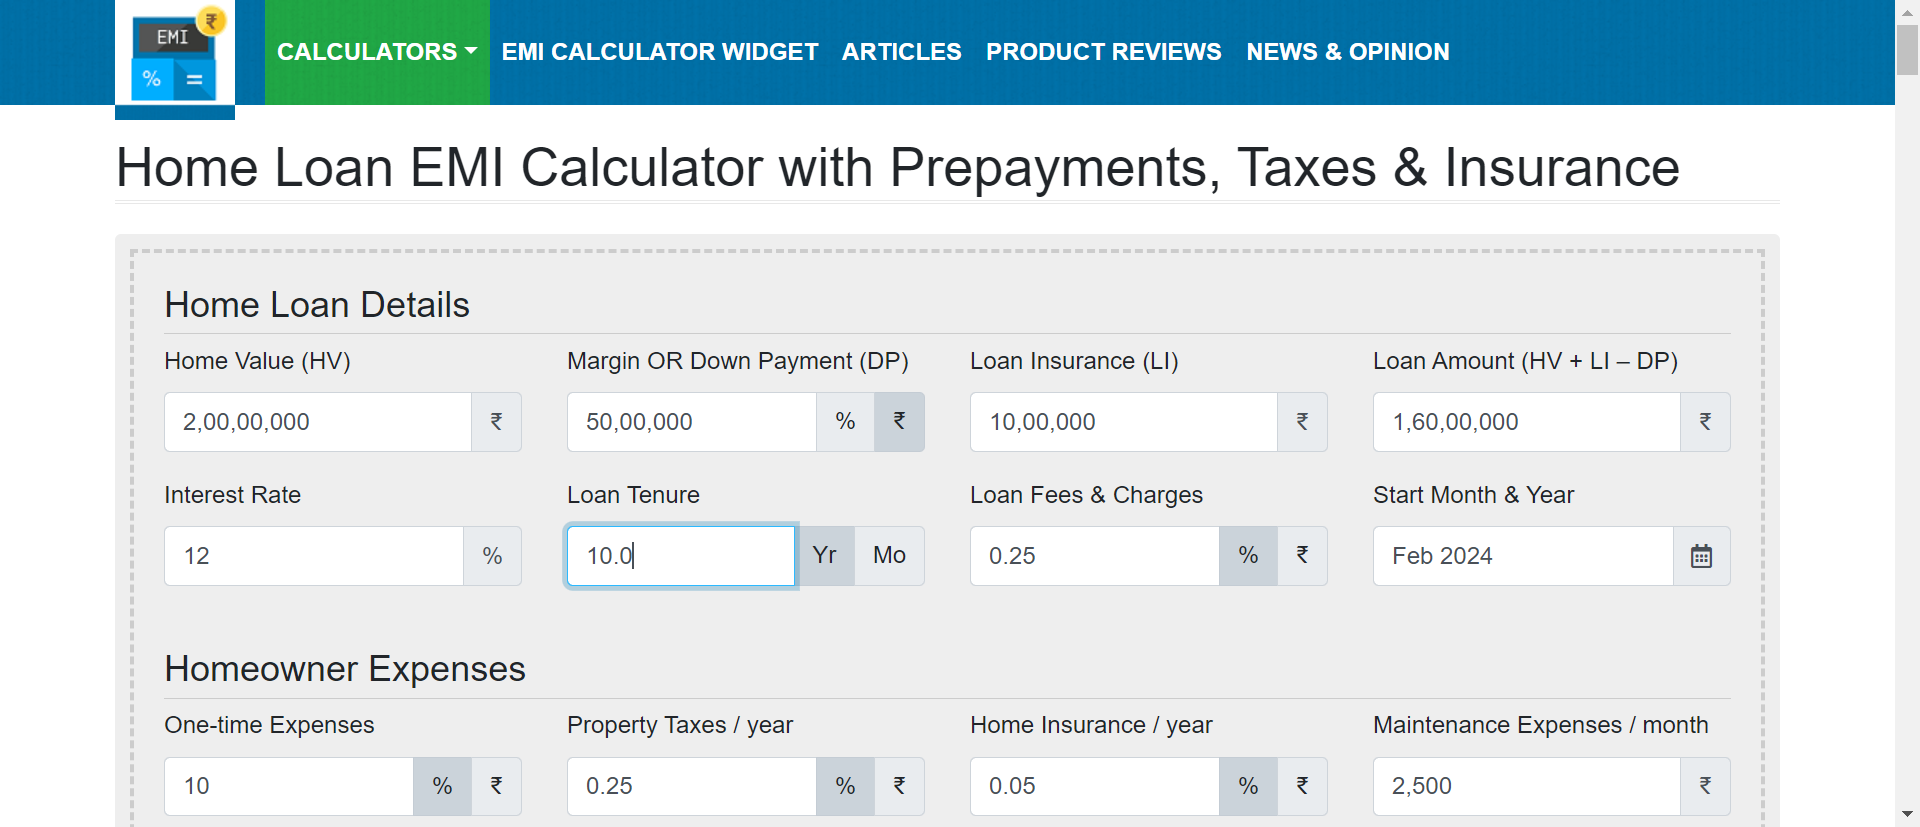 EMI
₹
%
=
CALCULATORS EMI CALCULATOR WIDGET ARTICLES PRODUCT REVIEWS NEWS & OPINION
Home Loan EMI Calculator with Prepayments, Taxes & Insurance
Home Loan Details
Home Value (HV) Margin OR Down Payment (DP) Loan Insurance (LI) Loan Amount (HV + LI – DP)
2,00,00,000 ₹ 50,00,000 % ₹ 10,00,000 ₹ 1,60,00,000 ₹
Interest Rate Loan Tenure Loan Fees & Charges Start Month & Year
12 % 10.0 Yr Mo 0.25 % ₹ Feb 2024
Homeowner Expenses
One-time Expenses Property Taxes / year Home Insurance / year Maintenance Expenses / month
10 % ₹ 0.25 % ₹ 0.05 % ₹ 2,500 ₹